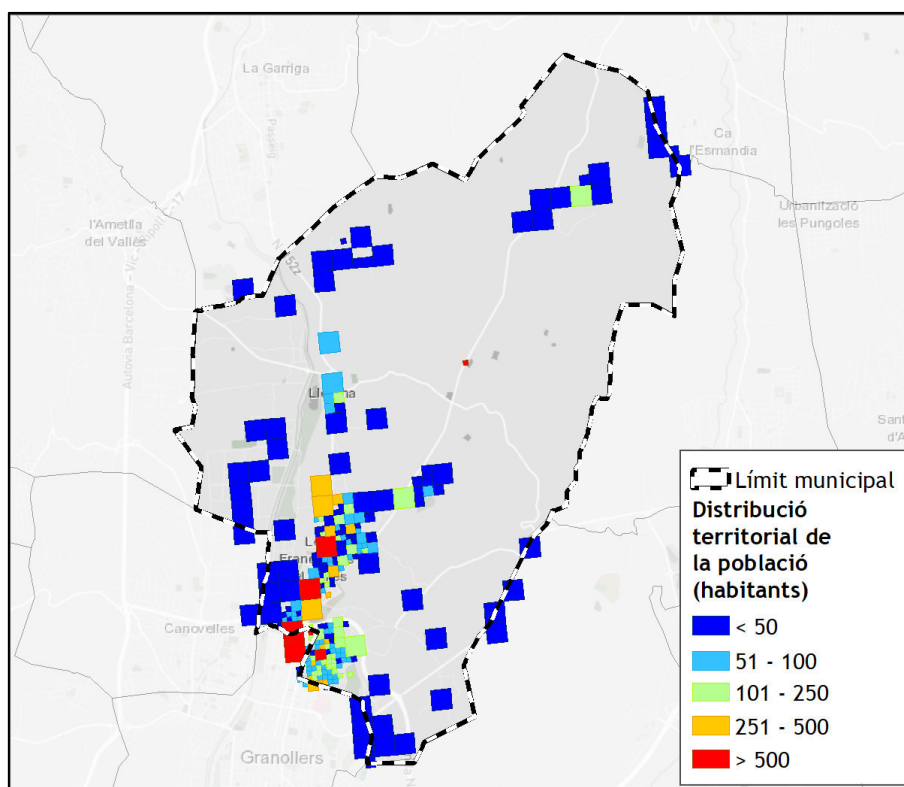 La Garriga
Passeig
Ca
l'Esmandia
Urbanització
les Pungoles
l'Ametlla
del Vallès
Autovia Barcelona - Vic
Canovelles
Granollers
Límit municipal
Distribució
territorial de
la població
(habitants)
< 50
51 - 100
101 - 250
251 - 500
> 500